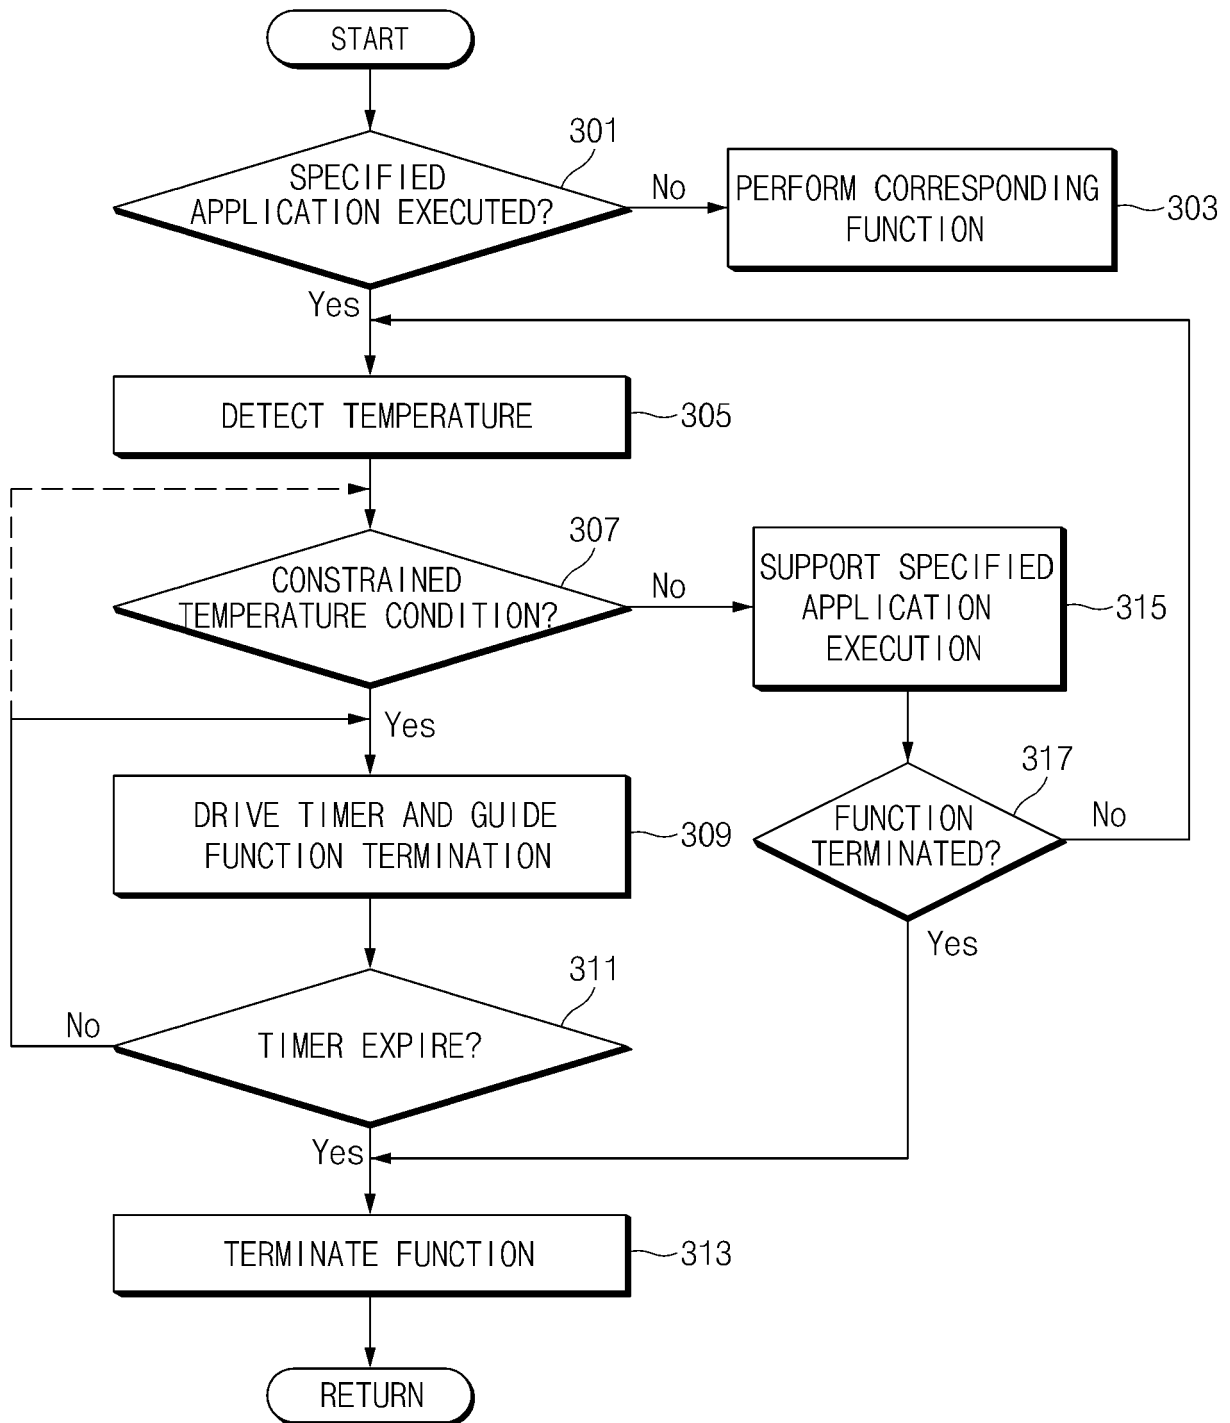 START
301
SPECIFIED
APPLICATION EXECUTED?
No
PERFORM CORRESPONDING
FUNCTION
303
Yes
DETECT TEMPERATURE
305
307
CONSTRAINED
TEMPERATURE CONDITION?
No
SUPPORT SPECIFIED
APPLICATION
EXECUTION
315
Yes
DRIVE TIMER AND GUIDE
FUNCTION TERMINATION
309
317
FUNCTION
TERMINATED?
No
Yes
311
TIMER EXPIRE?
No
Yes
TERMINATE FUNCTION
313
RETURN